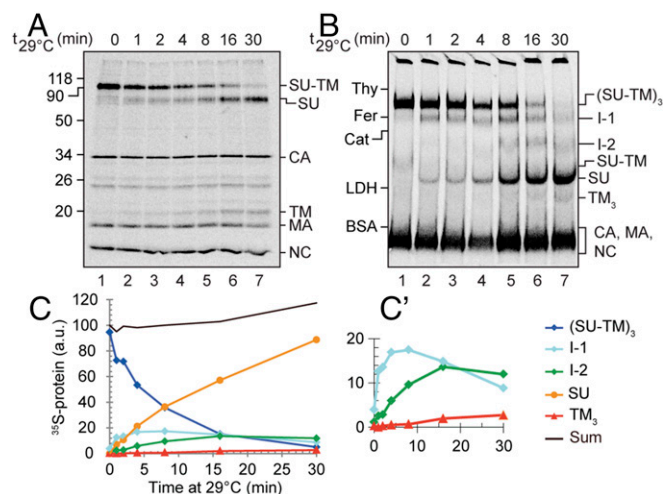 A
B
t29°C (min) 0 1 2 4 8 16 30
t29°C (min) 0 1 2 4 8 16 30
118
90
50
34
26
20
SU-TM
SU
CA
TM
MA
NC
1 2 3 4 5 6 7
Thy
Fer
Cat
LDH
BSA
(SU-TM)3
I-1
I-2
SU-TM
SU
TM3
CA, MA,
NC
1 2 3 4 5 6 7
C
35S-protein (a.u.)
120
100
80
60
40
20
0
0 5 10 15 20 25 30
Time at 29°C (min)
C'
20
10
0
0 10 20 30
(SU-TM)3
I-1
I-2
SU
TM3
Sum